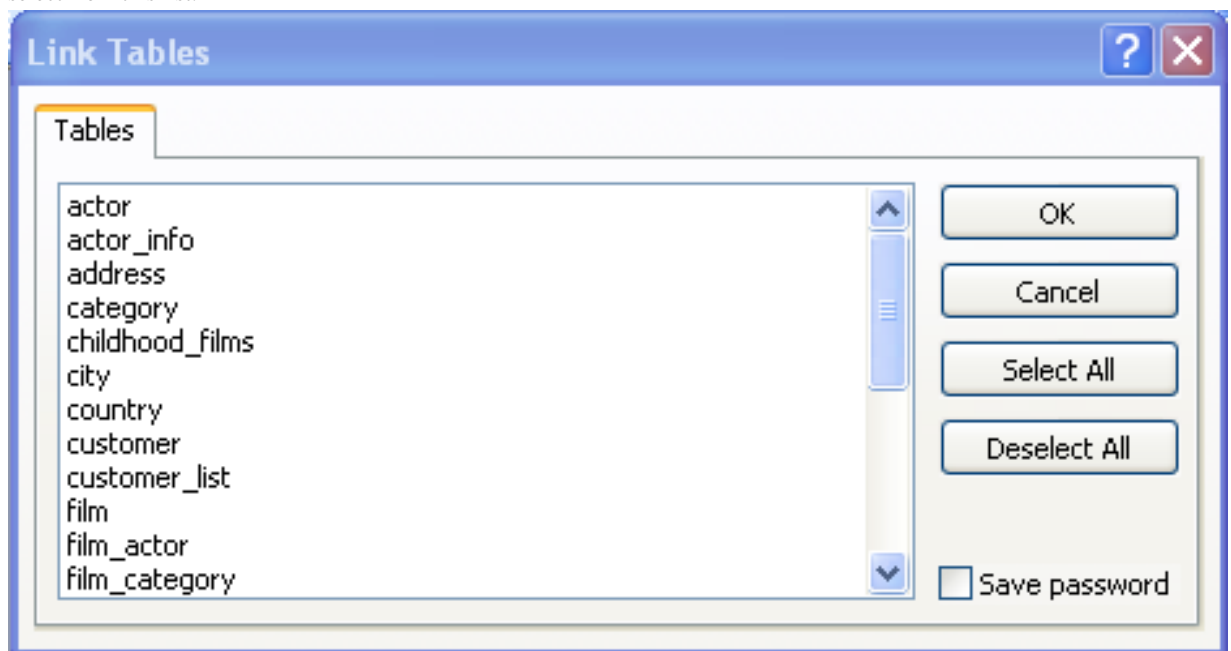 Link Tables
?
Tables
actor
actor_info
address
category
childhood_films
city
country
customer
customer_list
film
film_actor
film_category
OK
Cancel
Select All
Deselect All
Save password